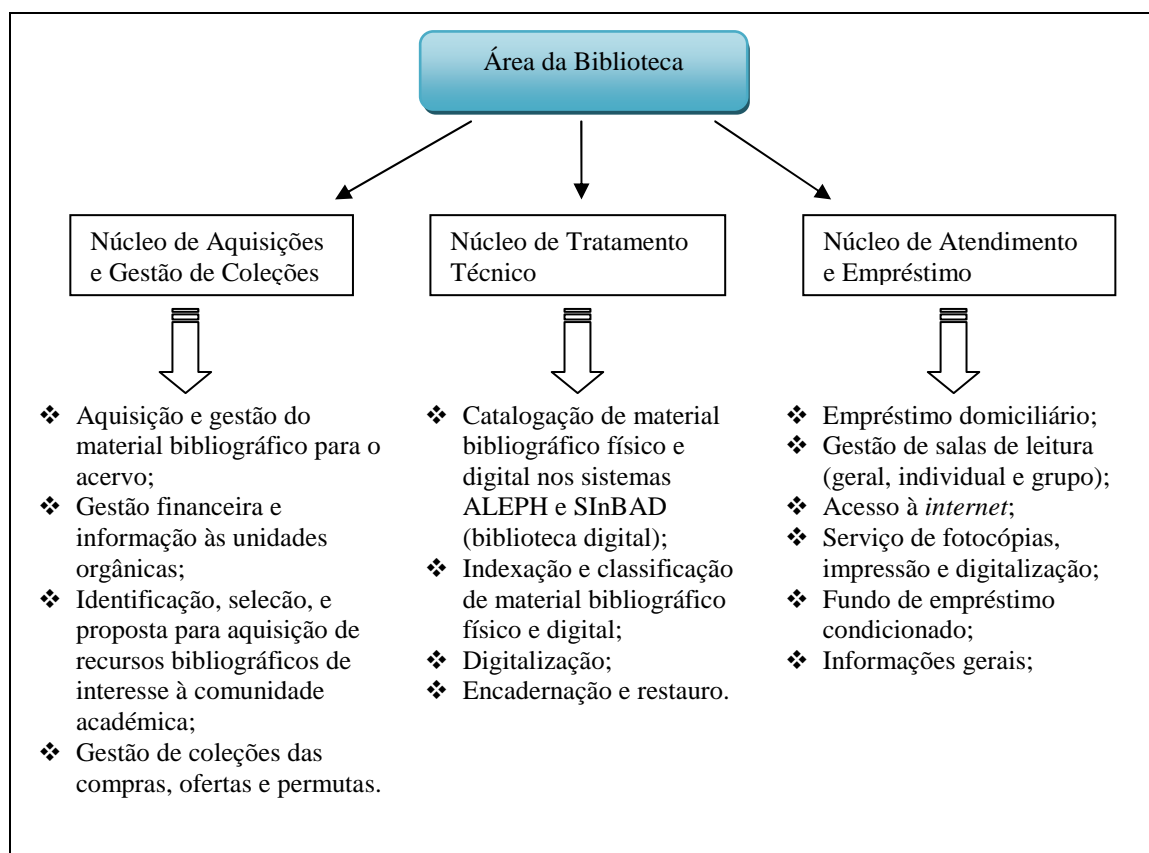 Área da Biblioteca
Núcleo de Aquisições
e Gestão de Coleções
❖ Aquisição e gestão do
material bibliográfico para o
acervo;
❖ Gestão financeira e
informação às unidades
orgânicas;
❖ Identificação, selecão, e
proposta para aquisição de
recursos bibliográficos de
interesse à comunidade
académica;
❖ Gestão de coleções das
compras, ofertas e permutas.
Núcleo de Tratamento
Técnico
❖ Catalogação de material
bibliográfico físico e
digital nos sistemas
ALEPH e SInBAD
(biblioteca digital);
❖ Indexação e classificação
de material bibliográfico
físico e digital;
❖ Digitalização;
❖ Encadernação e restauro.
Núcleo de Atendimento
e Empréstimo
❖ Empréstimo domiciliário;
❖ Gestão de salas de leitura
(geral, individual e grupo);
❖ Acesso à internet;
❖ Serviço de fotocópias,
impressão e digitalização;
❖ Fundo de empréstimo
condicionado;
❖ Informações gerais;